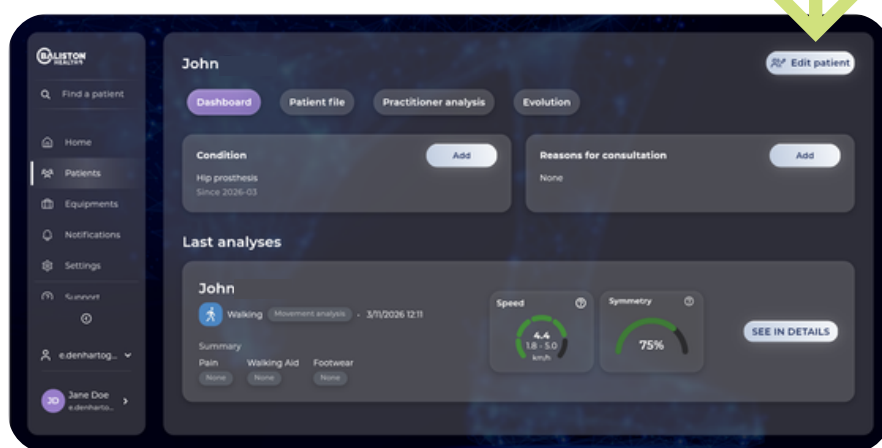 BALISTON
HEALTH
Find a patient
Home
Patients
Equipments
Notifications
Settings
Support
e.denhartog...
JD
Jane Doe
e.denharto...
John
Edit patient
Dashboard
Patient file
Practitioner analysis
Evolution
Condition
Add
Hip prosthesis
Since 2026-03
Reasons for consultation
Add
None
Last analyses
John
Walking Movement analysis - 3/11/2026 12:11
Summary
Pain Walking Aid Footwear
None None None
Speed
4.4
1.8 - 5.0
km/h
Symmetry
75%
SEE IN DETAILS